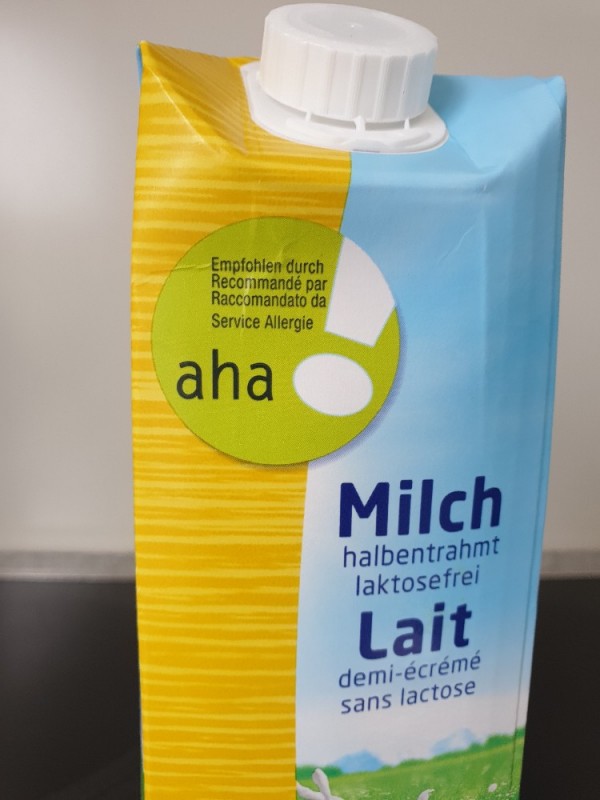 Empfohlen durch
Recommandé par
Raccomandato da
Service Allergie
aha!
Milch
halbentrahmt
laktosefrei
Lait
demi-écrémé
sans lactose